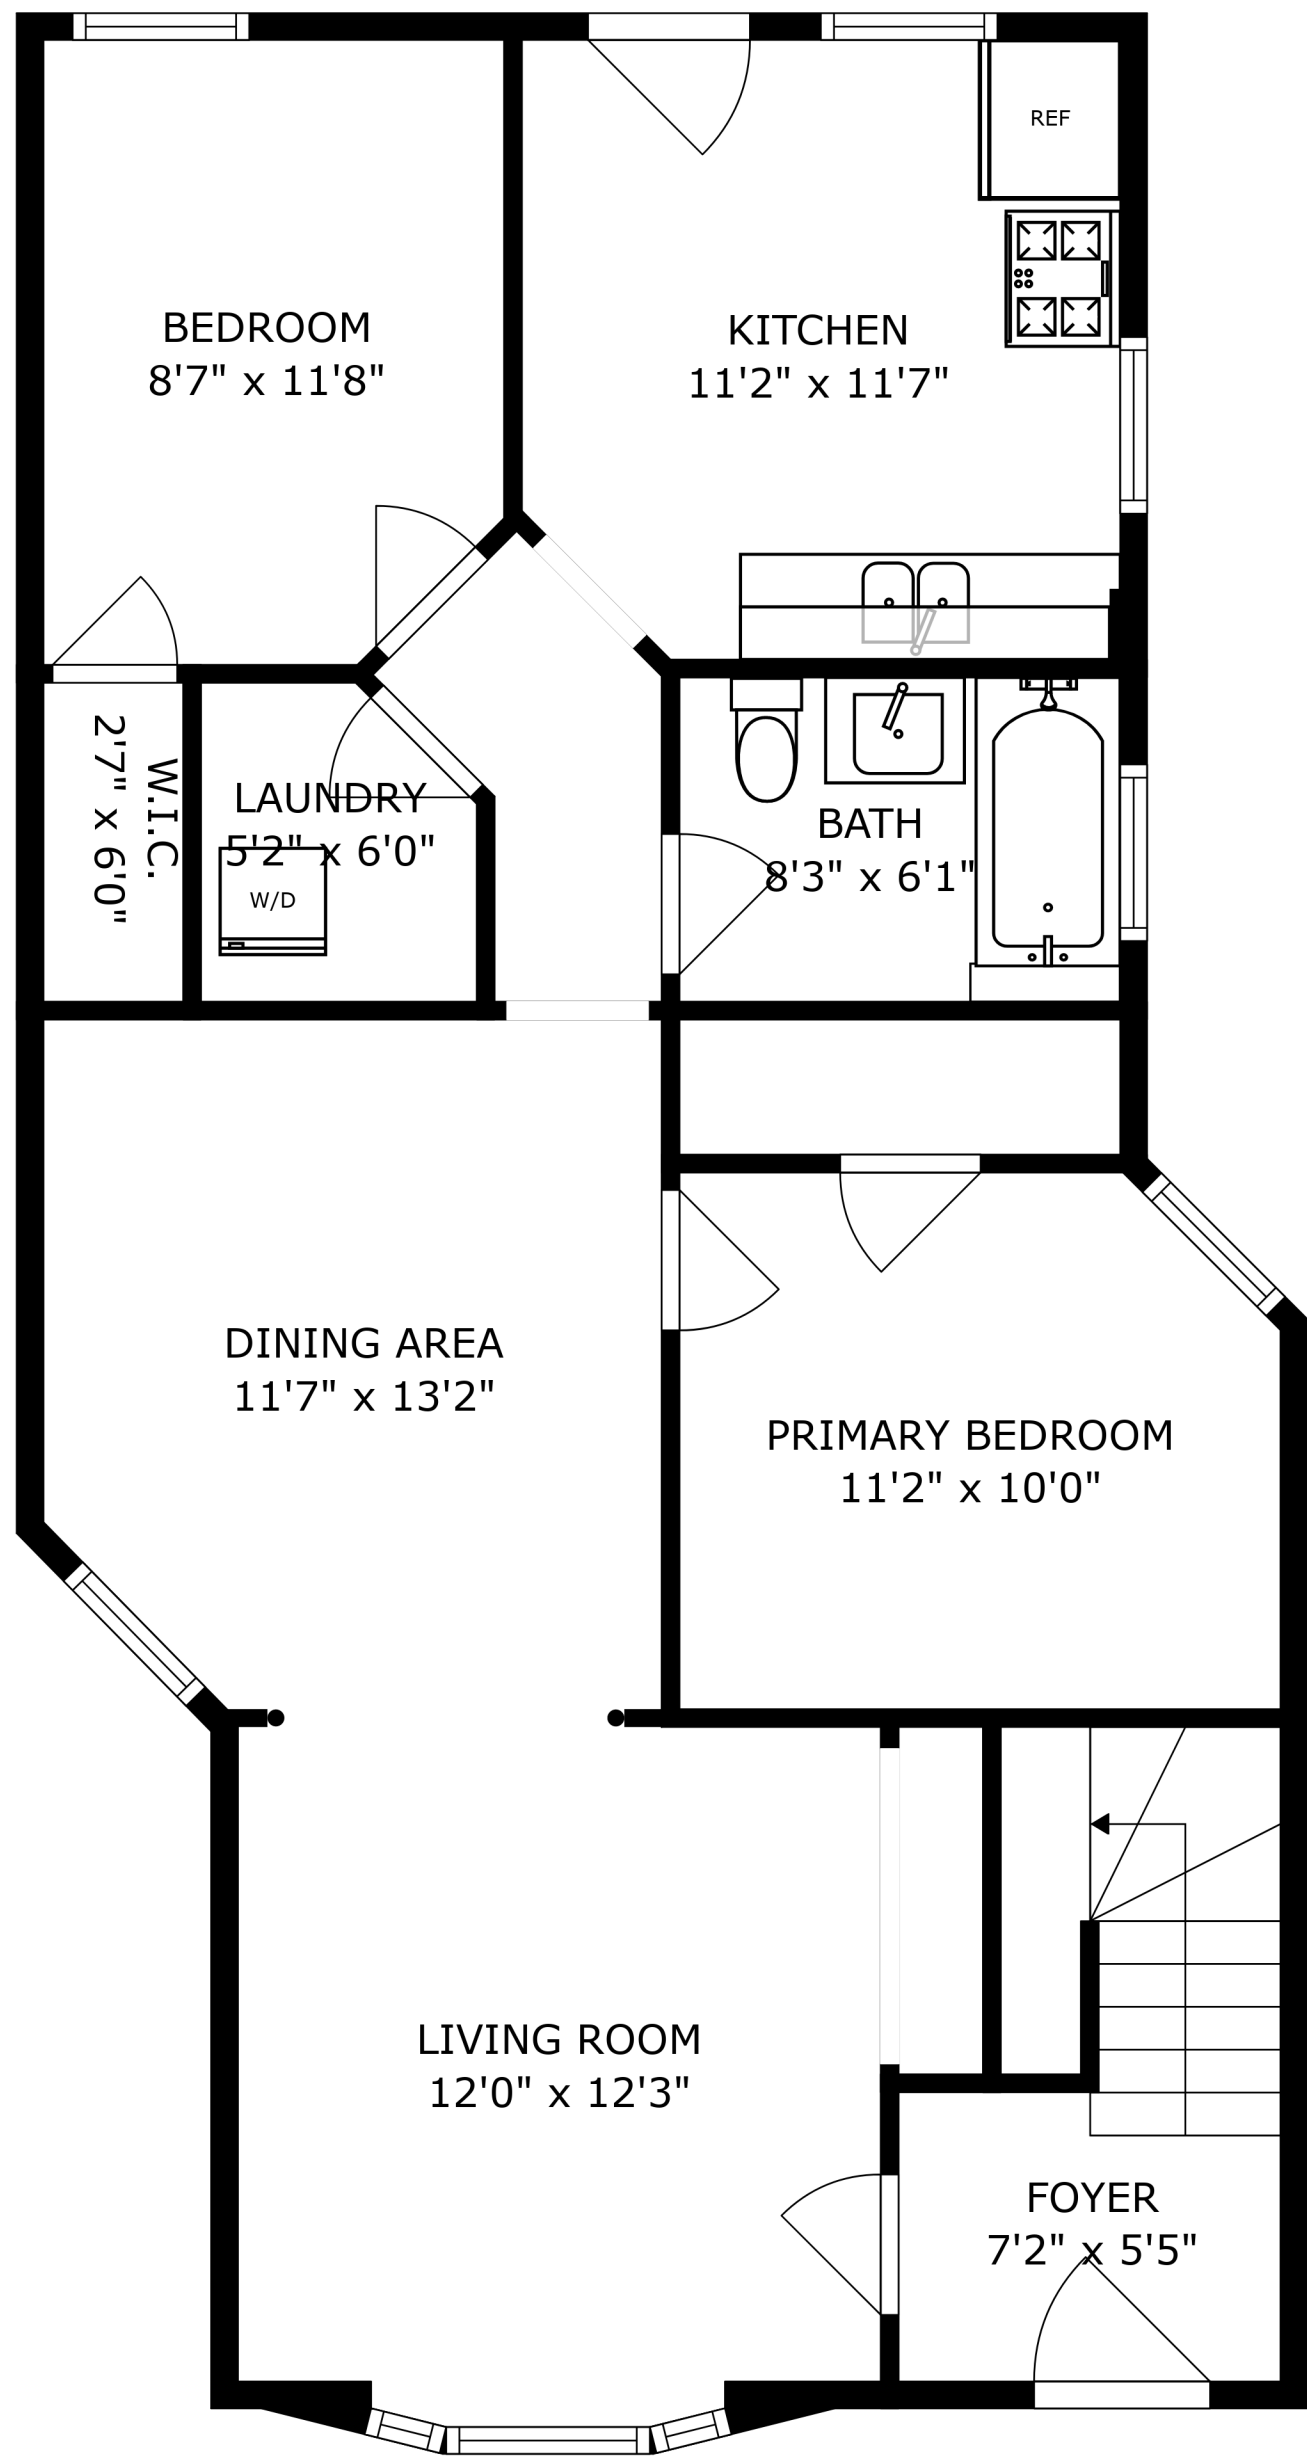 REF
BEDROOM
8'7" x 11'8"
KITCHEN
11'2" x 11'7"
W.I.C.
2'7" x 6'0"
LAUNDRY
5'2" x 6'0"
W/D
BATH
8'3" x 6'1"
DINING AREA
11'7" x 13'2"
PRIMARY BEDROOM
11'2" x 10'0"
LIVING ROOM
12'0" x 12'3"
FOYER
7'2" x 5'5"